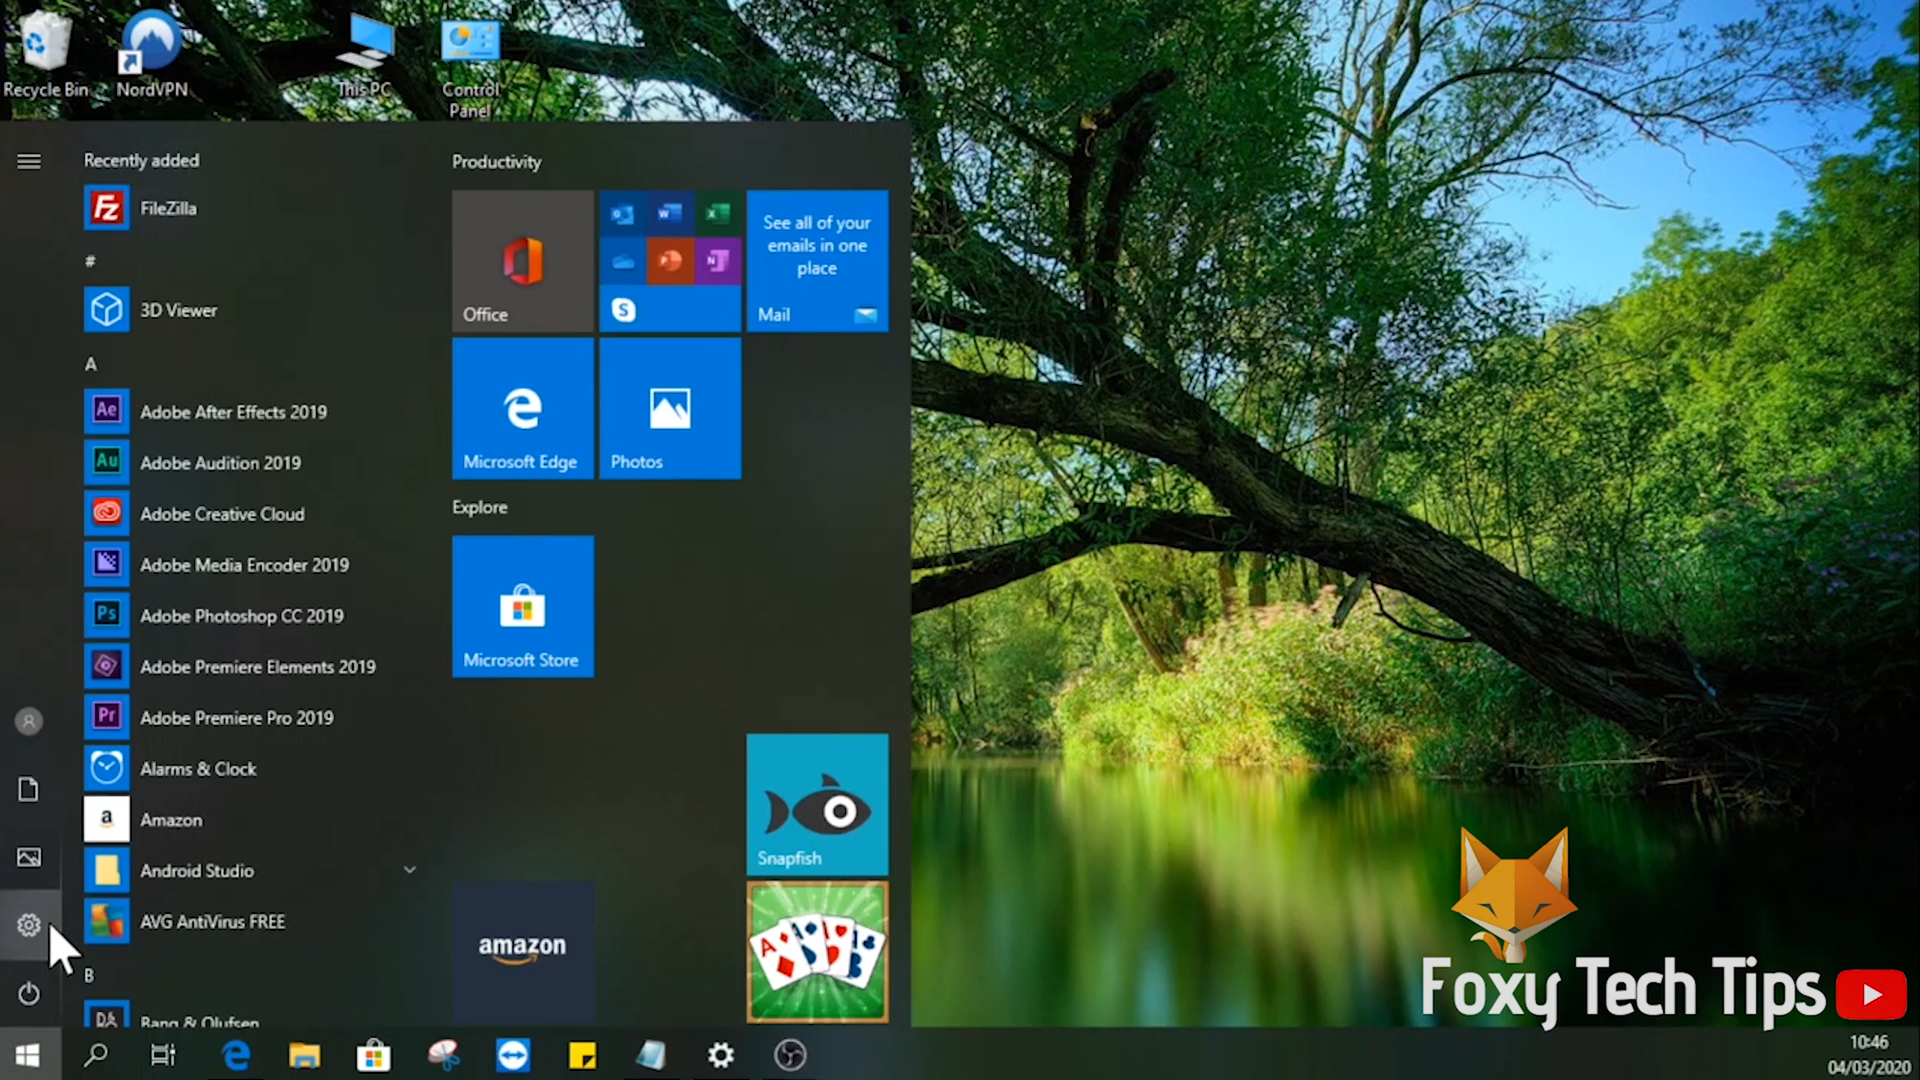 Recycle Bin
NordVPN
This PC
Control
Panel
Recently added
FileZilla
#
3D Viewer
A
Adobe After Effects 2019
Adobe Audition 2019
Adobe Creative Cloud
Adobe Media Encoder 2019
Adobe Photoshop CC 2019
Adobe Premiere Elements 2019
Adobe Premiere Pro 2019
Alarms & Clock
Amazon
Android Studio
AVG AntiVirus FREE
B
Bang & Olufsen
Productivity
Office
See all of your
emails in one
place
Mail
Microsoft Edge
Photos
Explore
Microsoft Store
Snapfish
amazon
Foxy Tech Tips
10:46
04/03/2020